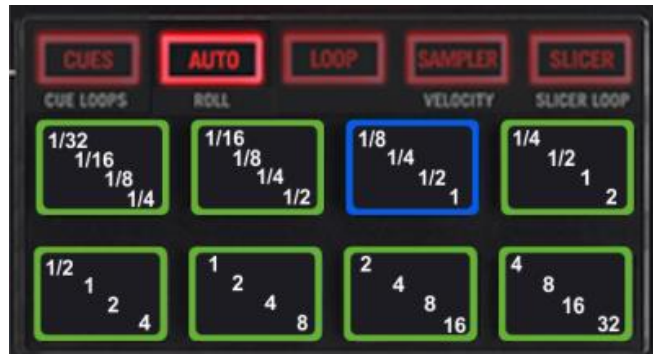 CUES AUTO LOOP SAMPLER SLICER
CUE LOOPS ROLL VELOCITY SLICER LOOP
1/32 1/16 1/8 1/4
1/16 1/8 1/4 1/2
1/8 1/4 1/2 1
1/4 1/2 1 2
1/2 1 2 4
1 2 4 8
2 4 8 16
4 8 16 32